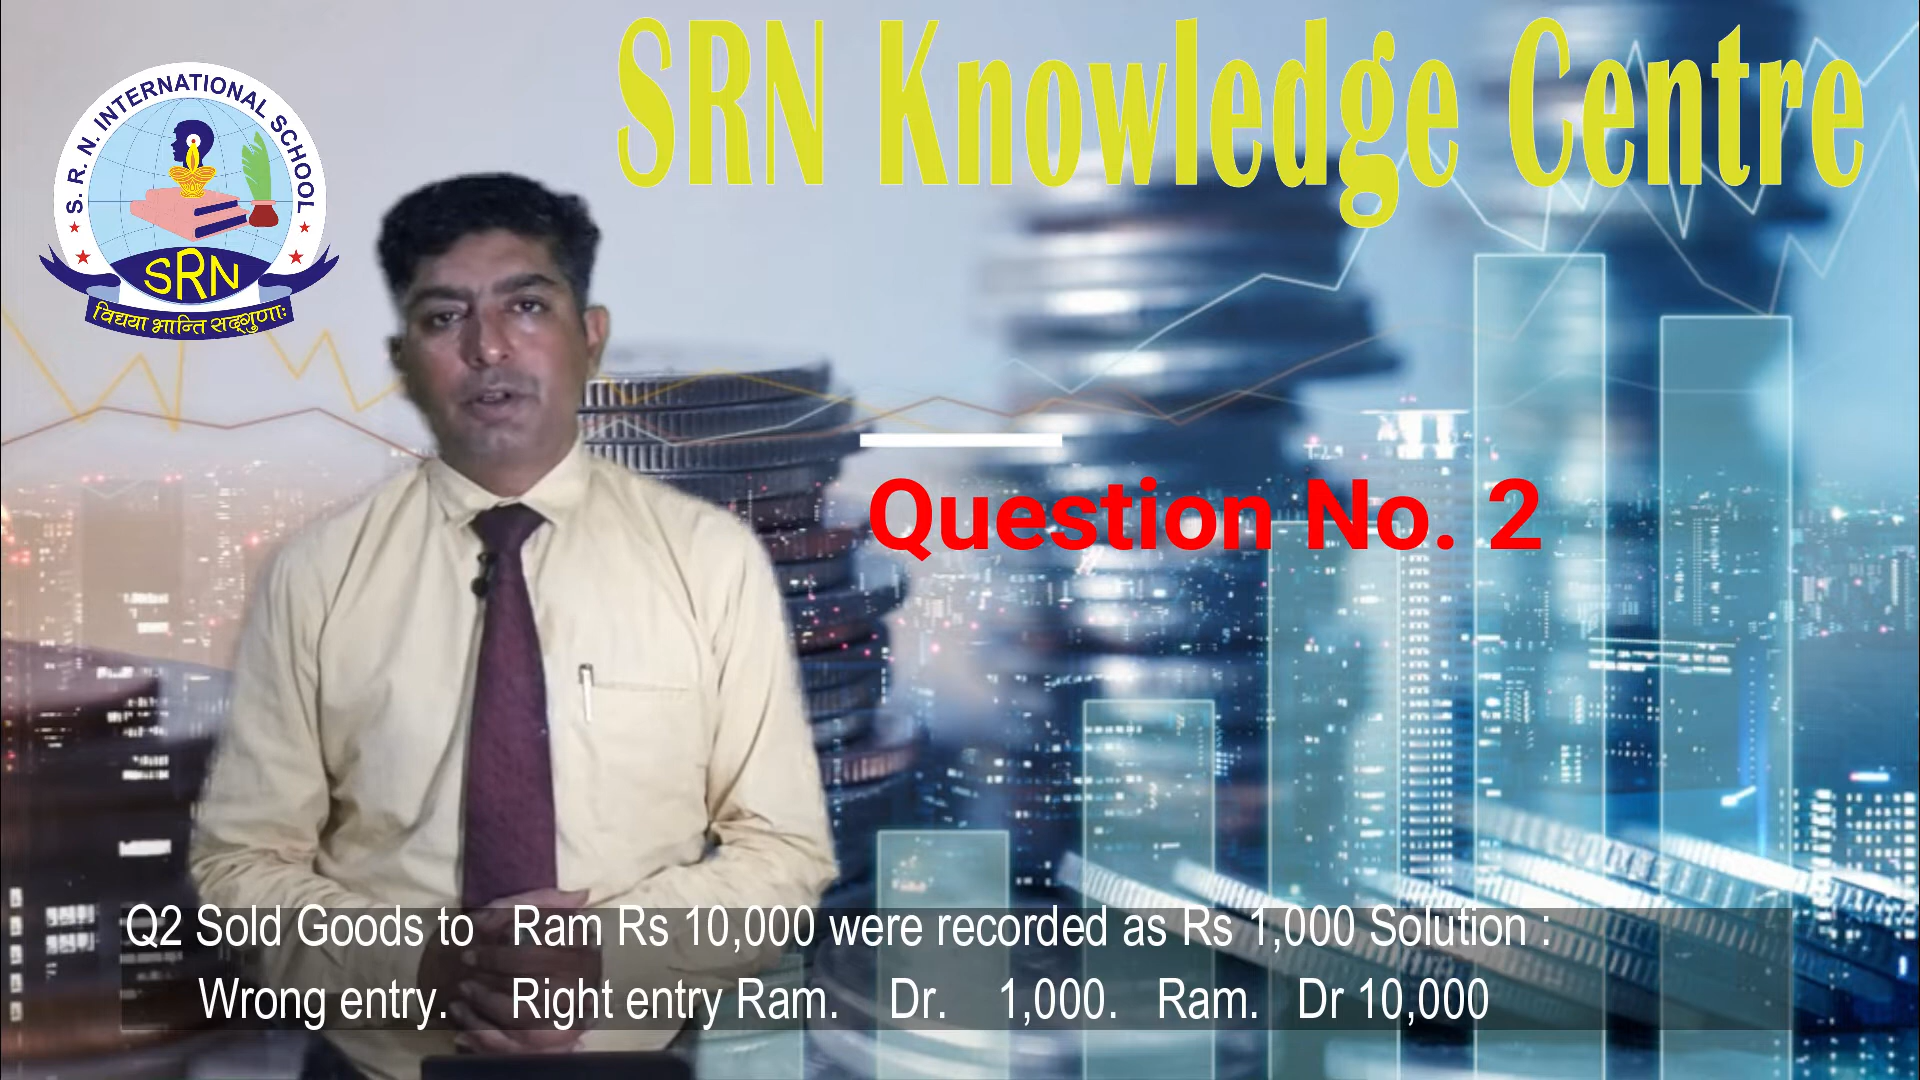 SRN Knowledge Centre
S. R. N. INTERNATIONAL SCHOOL
SRN
विद्यया भान्ति सद्गुणाः
Question No. 2
Q2 Sold Goods to Ram Rs 10,000 were recorded as Rs 1,000 Solution :
Wrong entry. Right entry Ram. Dr. 1,000. Ram. Dr 10,000